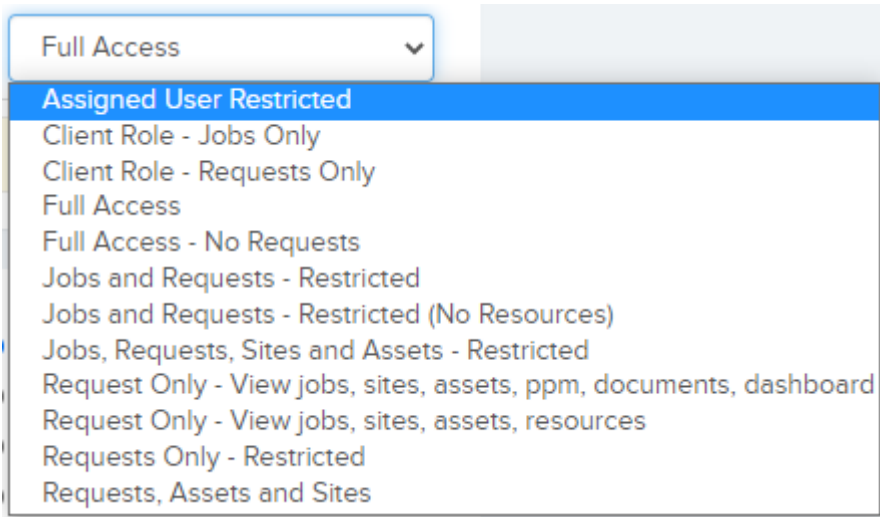 Full Access
Assigned User Restricted
Client Role - Jobs Only
Client Role - Requests Only
Full Access
Full Access - No Requests
Jobs and Requests - Restricted
Jobs and Requests - Restricted (No Resources)
Jobs, Requests, Sites and Assets - Restricted
Request Only - View jobs, sites, assets, ppm, documents, dashboard
Request Only - View jobs, sites, assets, resources
Requests Only - Restricted
Requests, Assets and Sites